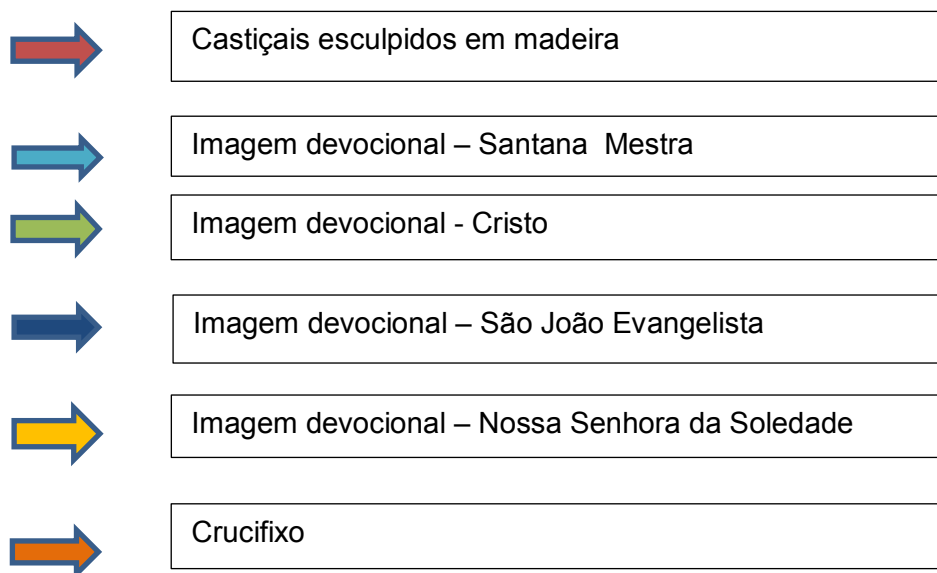 Castiçais esculpidos em madeira
Imagem devocional – Santana  Mestra
Imagem devocional - Cristo
Imagem devocional – São João Evangelista
Imagem devocional – Nossa Senhora da Soledade
Crucifixo